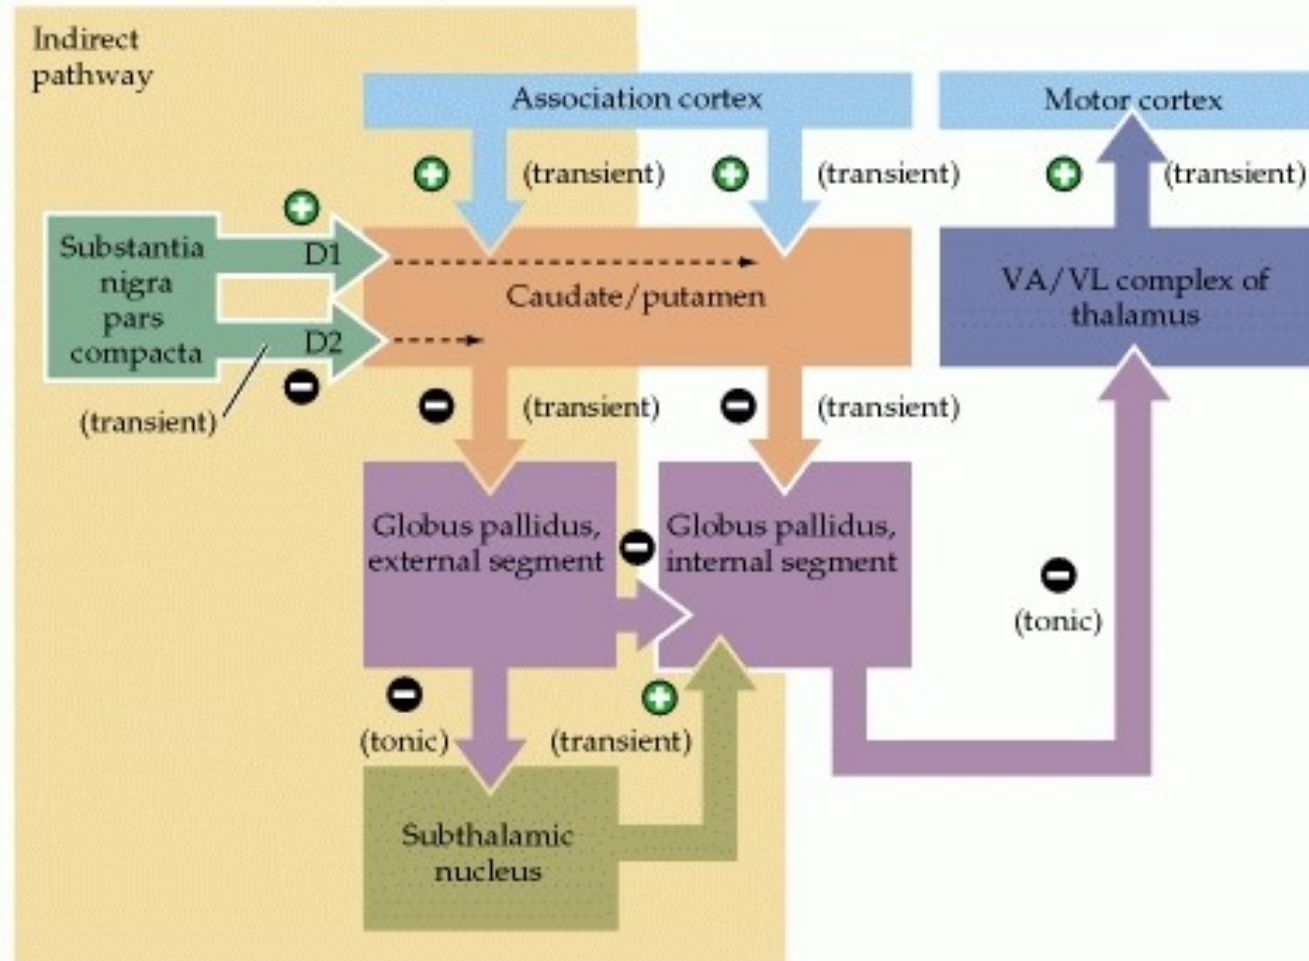 Indirect
pathway
Association cortex
Motor cortex
(transient)
(transient)
(transient)
Substantia
nigra
pars
compacta
D1
D2
(transient)
Caudate/putamen
VA/VL complex of
thalamus
(transient)
(transient)
Globus pallidus,
external segment
Globus pallidus,
internal segment
(tonic)
(tonic)
(transient)
Subthalamic
nucleus